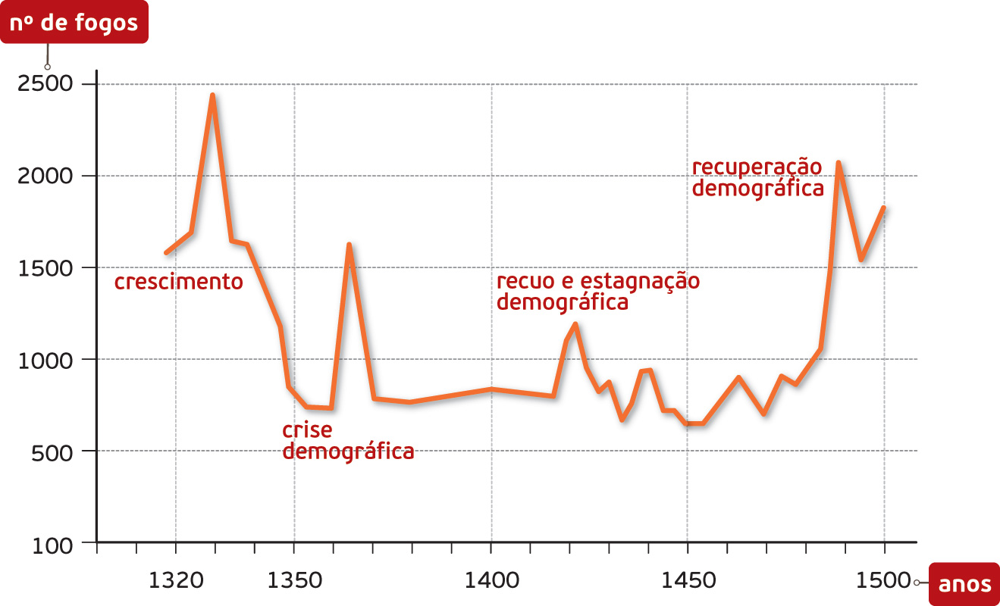 nº de fogos
2500
2000
1500
1000
500
100
crescimento
crise
demográfica
recuo e estagnação
demográfica
recuperação
demográfica
1320
1350
1400
1450
1500
anos